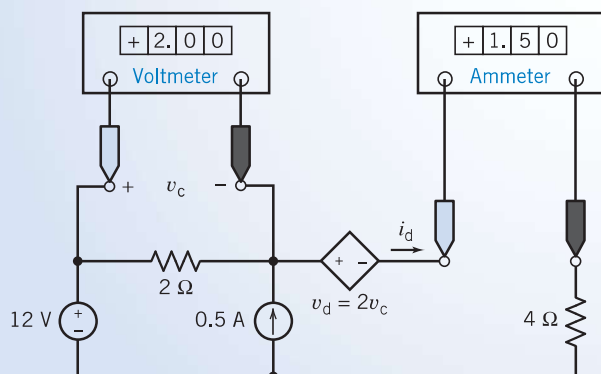 + 2. 0 0
Voltmeter
+ 1. 5 0
Ammeter
+ v_c −
2 Ω
+ −
i_d
v_d = 2v_c
12 V
+
−
0.5 A
4 Ω